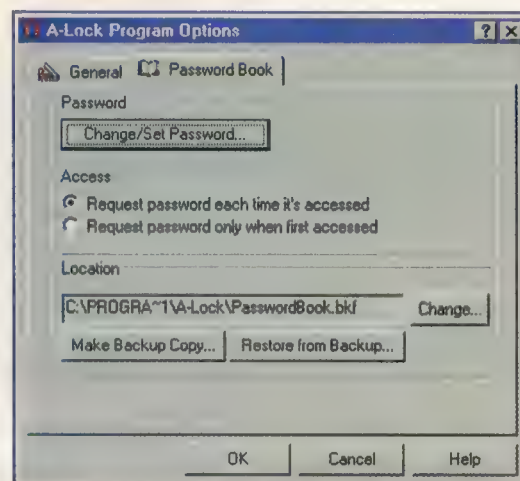 A-Lock Program Options
General Password Book
Password
Change/Set Password...
Access
Request password each time it's accessed
Request password only when first accessed
Location
C:\PROGRA~1\A-Lock\PasswordBook.bkf Change...
Make Backup Copy... Restore from Backup...
OK Cancel Help